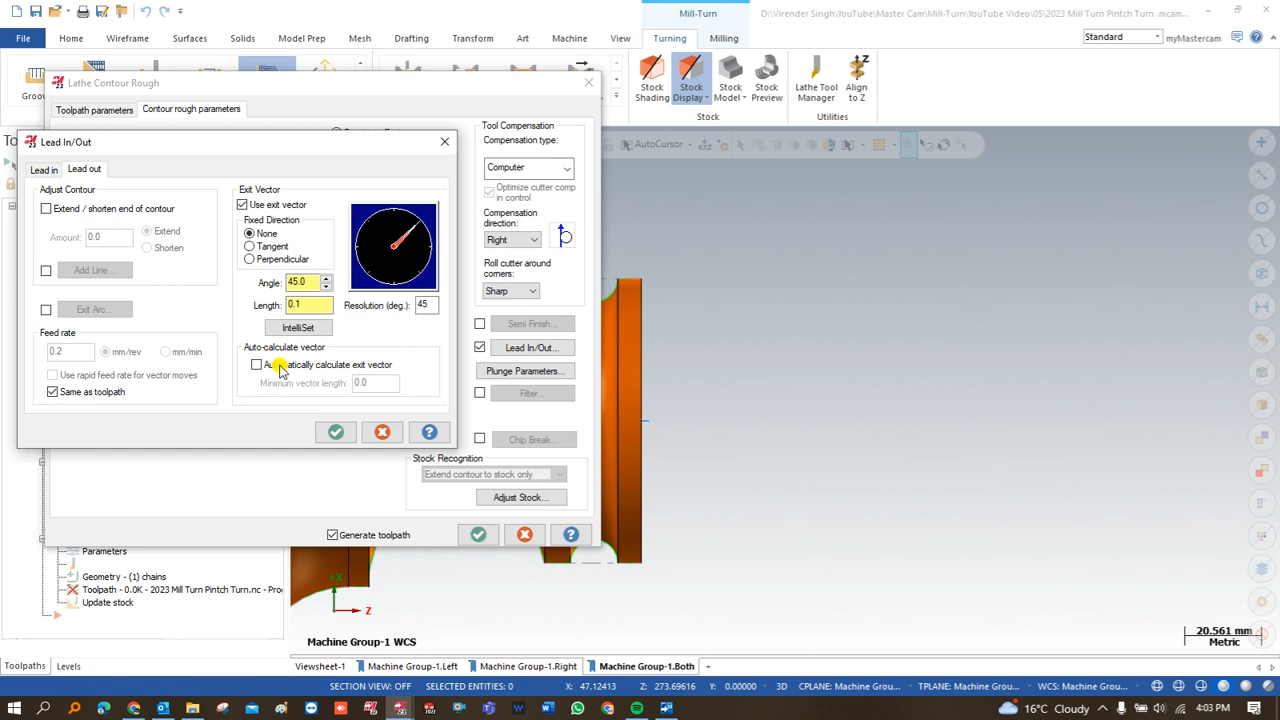 Mill-Turn
D:\Virender Singh\YouTube\Master Cam\Mill-Turn\YouTube Video\05\2023 Mill Turn Pintch Turn .mcam...
File
Home
Wireframe
Surfaces
Solids
Model Prep
Mesh
Drafting
Transform
Art
Machine
View
Turning
Milling
Standard
myMastercam
Groov
Stock Shading
Stock Display
Stock Model
Stock Preview
Lathe Tool Manager
Align to Z
Stock
Utilities
AutoCursor
Lathe Contour Rough
Toolpath parameters
Contour rough parameters
Tool Compensation
Compensation type:
Computer
Optimize cutter comp
in control
Compensation
direction:
Right
Roll cutter around
corners:
Sharp
Semi Finish...
Lead In/Out...
Plunge Parameters...
Filter...
Chip Break...
Stock Recognition
Extend contour to stock only
Adjust Stock...
Generate toolpath
Lead In/Out
Lead in
Lead out
Adjust Contour
Extend / shorten end of contour
Amount:
0.0
Extend
Shorten
Add Line...
Exit Arc...
Feed rate
0.2
mm/rev
mm/min
Use rapid feed rate for vector moves
Same as toolpath
Exit Vector
Use exit vector
Fixed Direction
None
Tangent
Perpendicular
Angle:
45.0
Length:
0.1
Resolution (deg.):
45
IntelliSet
Auto-calculate vector
calculate exit vector
Minimum vector length:
0.0
Parameters
Geometry - (1) chains
Toolpath - 0.0K - 2023 Mill Turn Pintch Turn.nc - Pro
Update stock
+X
Z
Machine Group-1 WCS
20.561 mm
Metric
Toolpaths
Levels
Viewsheet-1
Machine Group-1.Left
Machine Group-1.Right
Machine Group-1.Both
+
SECTION VIEW: OFF
SELECTED ENTITIES: 0
X: 47.12413
Z: 273.69616
Y: 0.00000
3D
CPLANE: Machine Grou...
TPLANE: Machine Grou...
WCS: Machine Grou...
16°C Cloudy
4:03 PM